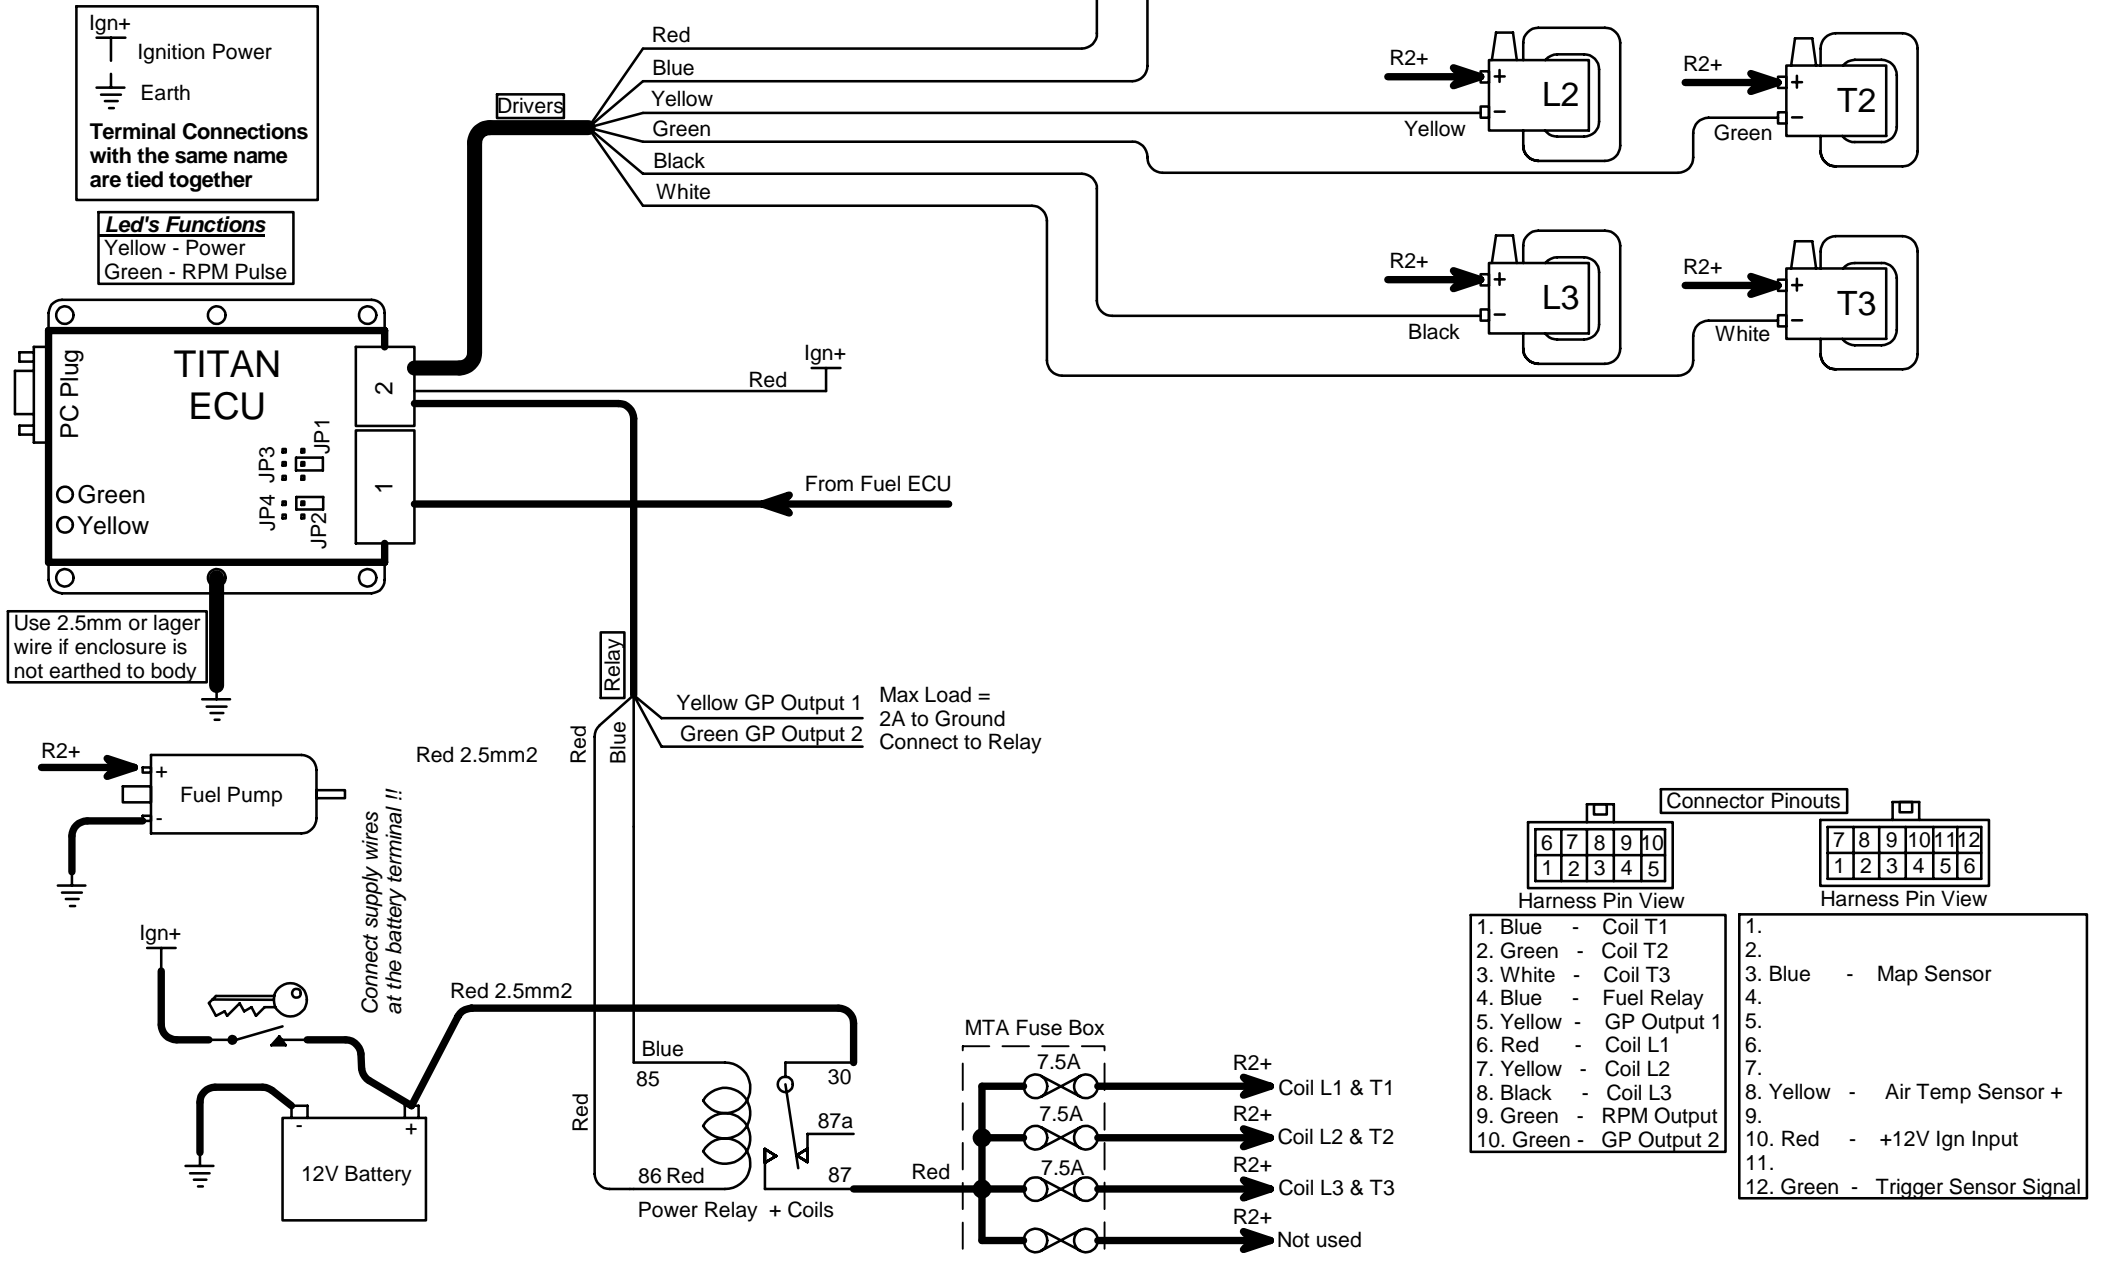 Ign+
Ignition Power
Earth
Terminal Connections
with the same name
are tied together
Led's Functions
Yellow - Power
Green - RPM Pulse
Drivers
Red
Blue
Yellow
Green
Black
White
R2+
+
-
L2
Yellow
R2+
+
-
T2
Green
R2+
+
-
L3
Black
R2+
+
-
T3
White
TITAN
ECU
PC Plug
2
1
JP3
JP1
JP4
JP2
Green
Yellow
Red
Ign+
From Fuel ECU
Use 2.5mm or lager
wire if enclosure is
not earthed to body
Relay
Yellow GP Output 1
Green GP Output 2
Max Load =
2A to Ground
Connect to Relay
Red
Blue
Red 2.5mm2
R2+
+
-
Fuel Pump
Connect supply wires
at the battery terminal !!
Ign+
Red 2.5mm2
-
+
12V Battery
Blue
85
Red
86 Red
30
87a
87
Power Relay + Coils
Red
MTA Fuse Box
7.5A
R2+
Coil L1 & T1
7.5A
R2+
Coil L2 & T2
7.5A
R2+
Coil L3 & T3
R2+
Not used
Connector Pinouts
6 7 8 9 10
1 2 3 4 5
Harness Pin View
1. Blue - Coil T1
2. Green - Coil T2
3. White - Coil T3
4. Blue - Fuel Relay
5. Yellow - GP Output 1
6. Red - Coil L1
7. Yellow - Coil L2
8. Black - Coil L3
9. Green - RPM Output
10. Green - GP Output 2
7 8 9 10 11 12
1 2 3 4 5 6
Harness Pin View
1.
2.
3. Blue - Map Sensor
4.
5.
6.
7.
8. Yellow - Air Temp Sensor +
9.
10. Red - +12V Ign Input
11.
12. Green - Trigger Sensor Signal